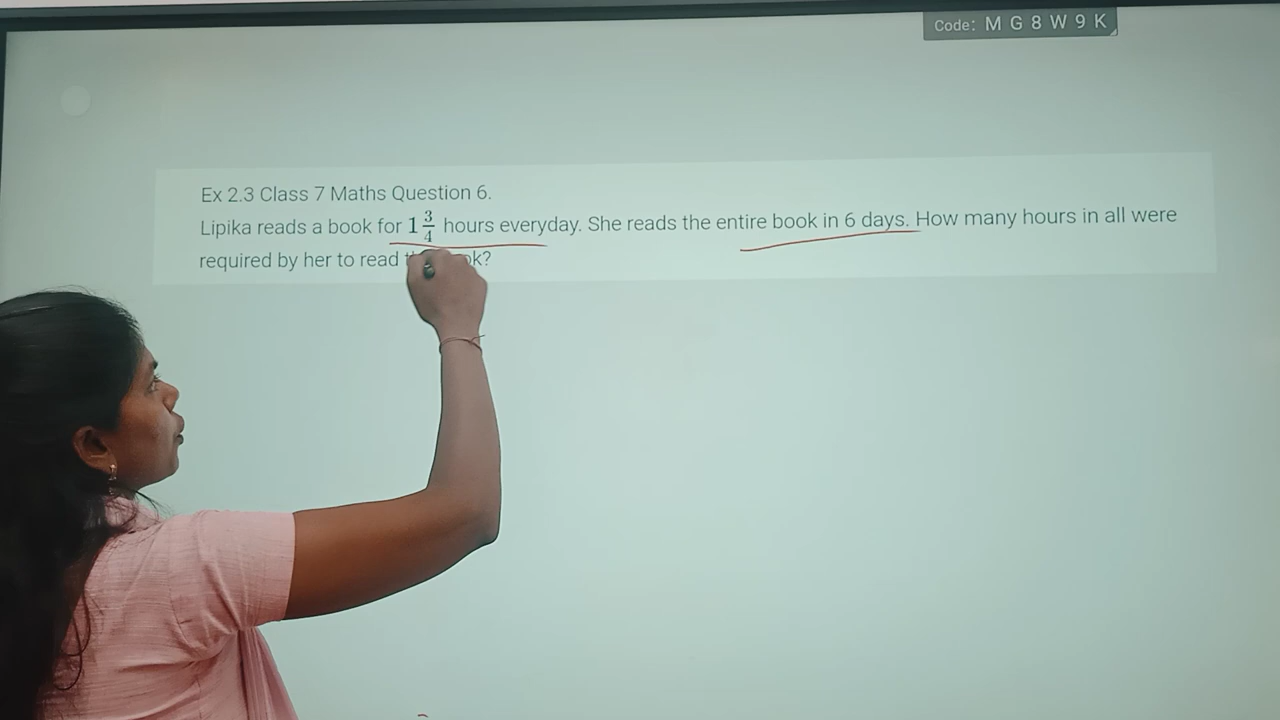 Code: M G 8 W 9 K
Ex 2.3 Class 7 Maths Question 6.
Lipika reads a book for 1 3/4 hours everyday. She reads the entire book in 6 days. How many hours in all were
required by her to read